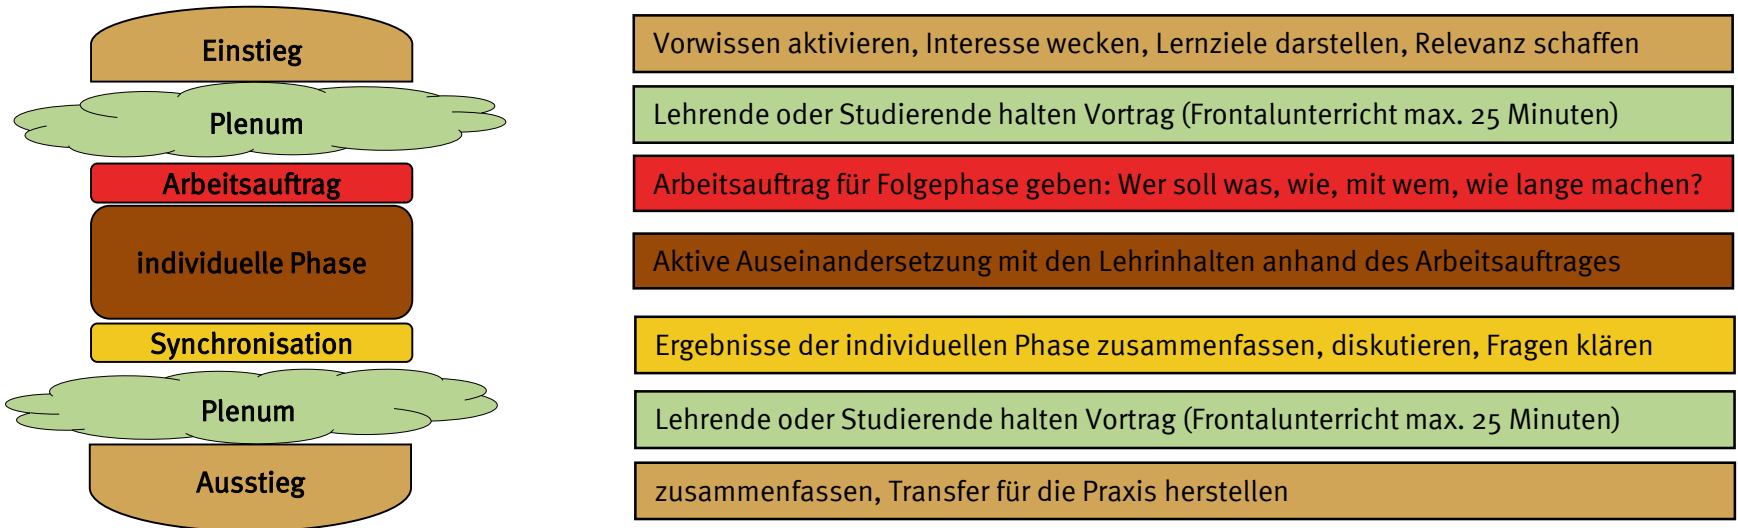 Einstieg
Vorwissen aktivieren, Interesse wecken, Lernziele darstellen, Relevanz schaffen
Plenum
Lehrende oder Studierende halten Vortrag (Frontalunterricht max. 25 Minuten)
Arbeitsauftrag
Arbeitsauftrag für Folgephase geben: Wer soll was, wie, mit wem, wie lange machen?
individuelle Phase
Aktive Auseinandersetzung mit den Lehrinhalten anhand des Arbeitsauftrages
Synchronisation
Ergebnisse der individuellen Phase zusammenfassen, diskutieren, Fragen klären
Plenum
Lehrende oder Studierende halten Vortrag (Frontalunterricht max. 25 Minuten)
Ausstieg
zusammenfassen, Transfer für die Praxis herstellen